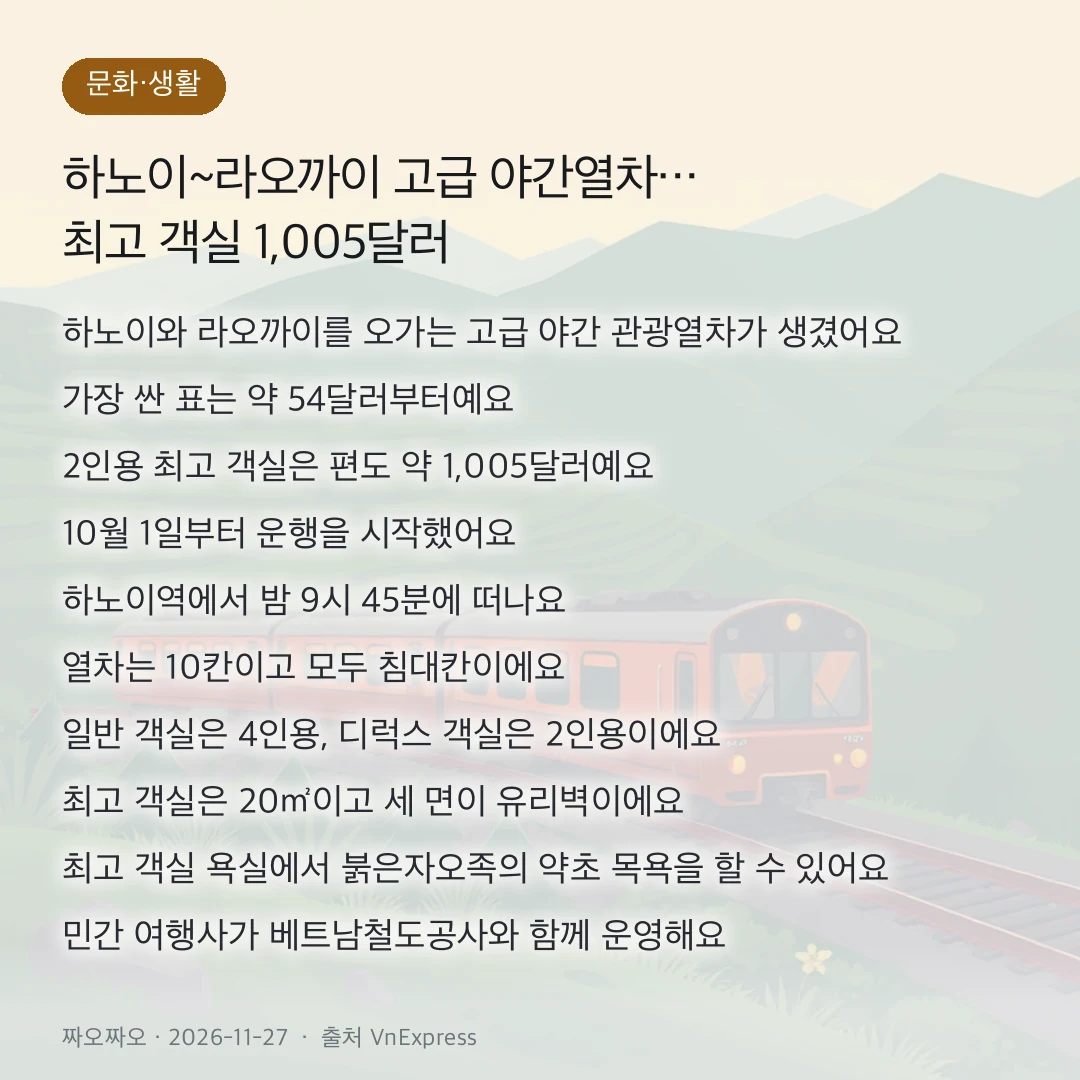 문화·생활
하노이~라오까이 고급 야간열차…
최고 객실 1,005달러
하노이와 라오까이를 오가는 고급 야간 관광열차가 생겼어요
가장 싼 표는 약 54달러부터예요
2인용 최고 객실은 편도 약 1,005달러예요
10월 1일부터 운행을 시작했어요
하노이역에서 밤 9시 45분에 떠나요
열차는 10칸이고 모두 침대칸이에요
일반 객실은 4인용, 디럭스 객실은 2인용이에요
최고 객실은 20㎡이고 세 면이 유리벽이에요
최고 객실 욕실에서 붉은자오족의 약초 목욕을 할 수 있어요
민간 여행사가 베트남철도공사와 함께 운영해요
짜오짜오 · 2026-11-27 · 출처 VnExpress